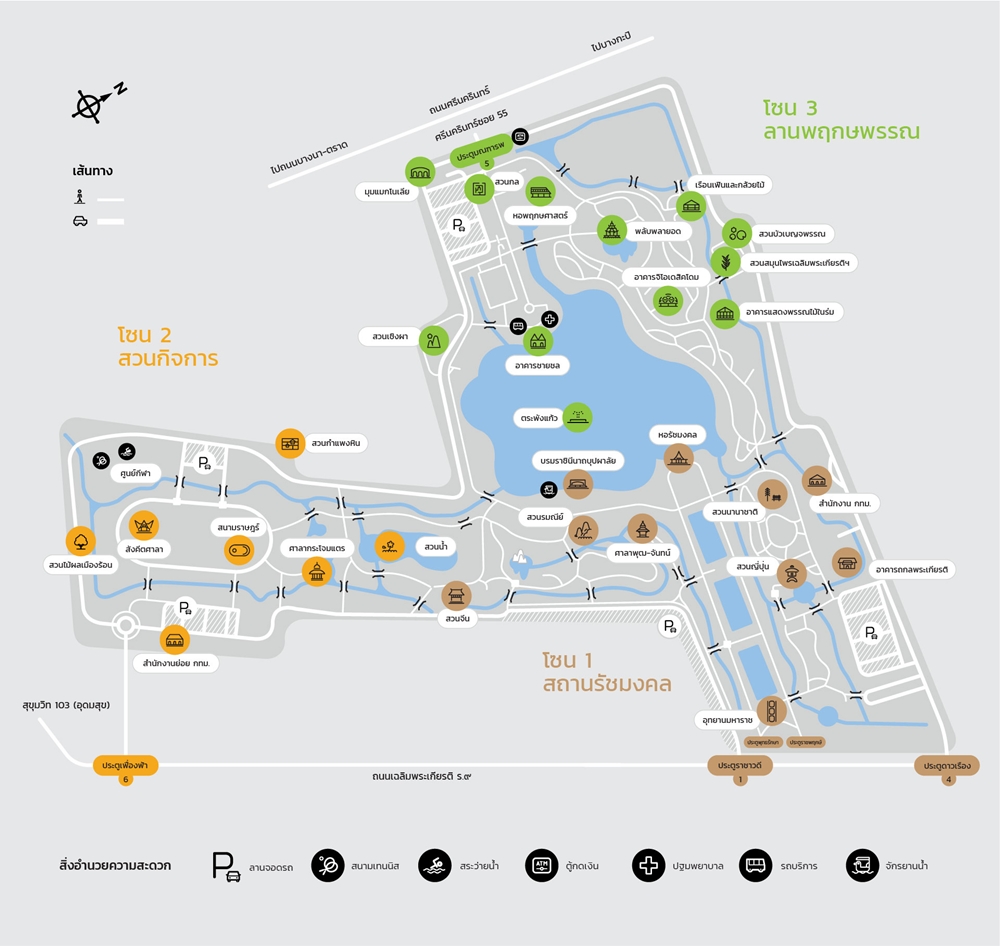 ไปบางกะปิ
ถนนศรีนครินทร์
ศรีนครินทร์ซอย 55
ไปถนนบางนา-ตราด
N
เส้นทาง
โซน 3
ลานพฤกษพรรณ
ประตูมณฑารพ
5
มุมแมกโนเลีย
สวนกล
หอพฤกษศาสตร์
เรือนเฟินและกล้วยไม้
พลับพลายอด
สวนบัวเบญจพรรณ
สวนสมุนไพรเฉลิมพระเกียรติฯ
อาคารจีโอเดสิคโดม
อาคารแสดงพรรณไม้ในร่ม
P
สวนเชิงผา
อาคารชายชล
ตระพังแก้ว
โซน 2
สวนกิจการ
สวนกำแพงหิน
ศูนย์กีฬา
P
สวนไม้ผลเมืองร้อน
สังคีตศาลา
สนามราษฎร์
ศาลากระโจมแตร
สวนน้ำ
P
สำนักงานย่อย กทม.
หอรัชมงคล
บรมราชินีนาถบุปผาลัย
สวนรมณีย์
ศาลาพุฒ-จันทน์
สวนนานาชาติ
สำนักงาน กทม.
สวนญี่ปุ่น
อาคารถกลพระเกียรติ
สวนจีน
P
P
โซน 1
สถานรัชมงคล
อุทยานมหาราช
ประตูพุทธรักษา
ประตูราชพฤกษ์
สุขุมวิท 103 (อุดมสุข)
ประตูเฟื่องฟ้า
6
ถนนเฉลิมพระเกียรติ ร.๙
ประตูราชาวดี
1
ประตูดาวเรือง
4
สิ่งอำนวยความสะดวก
P
ลานจอดรถ
สนามเทนนิส
สระว่ายน้ำ
ATM
ตู้กดเงิน
ปฐมพยาบาล
รถบริการ
จักรยานน้ำ